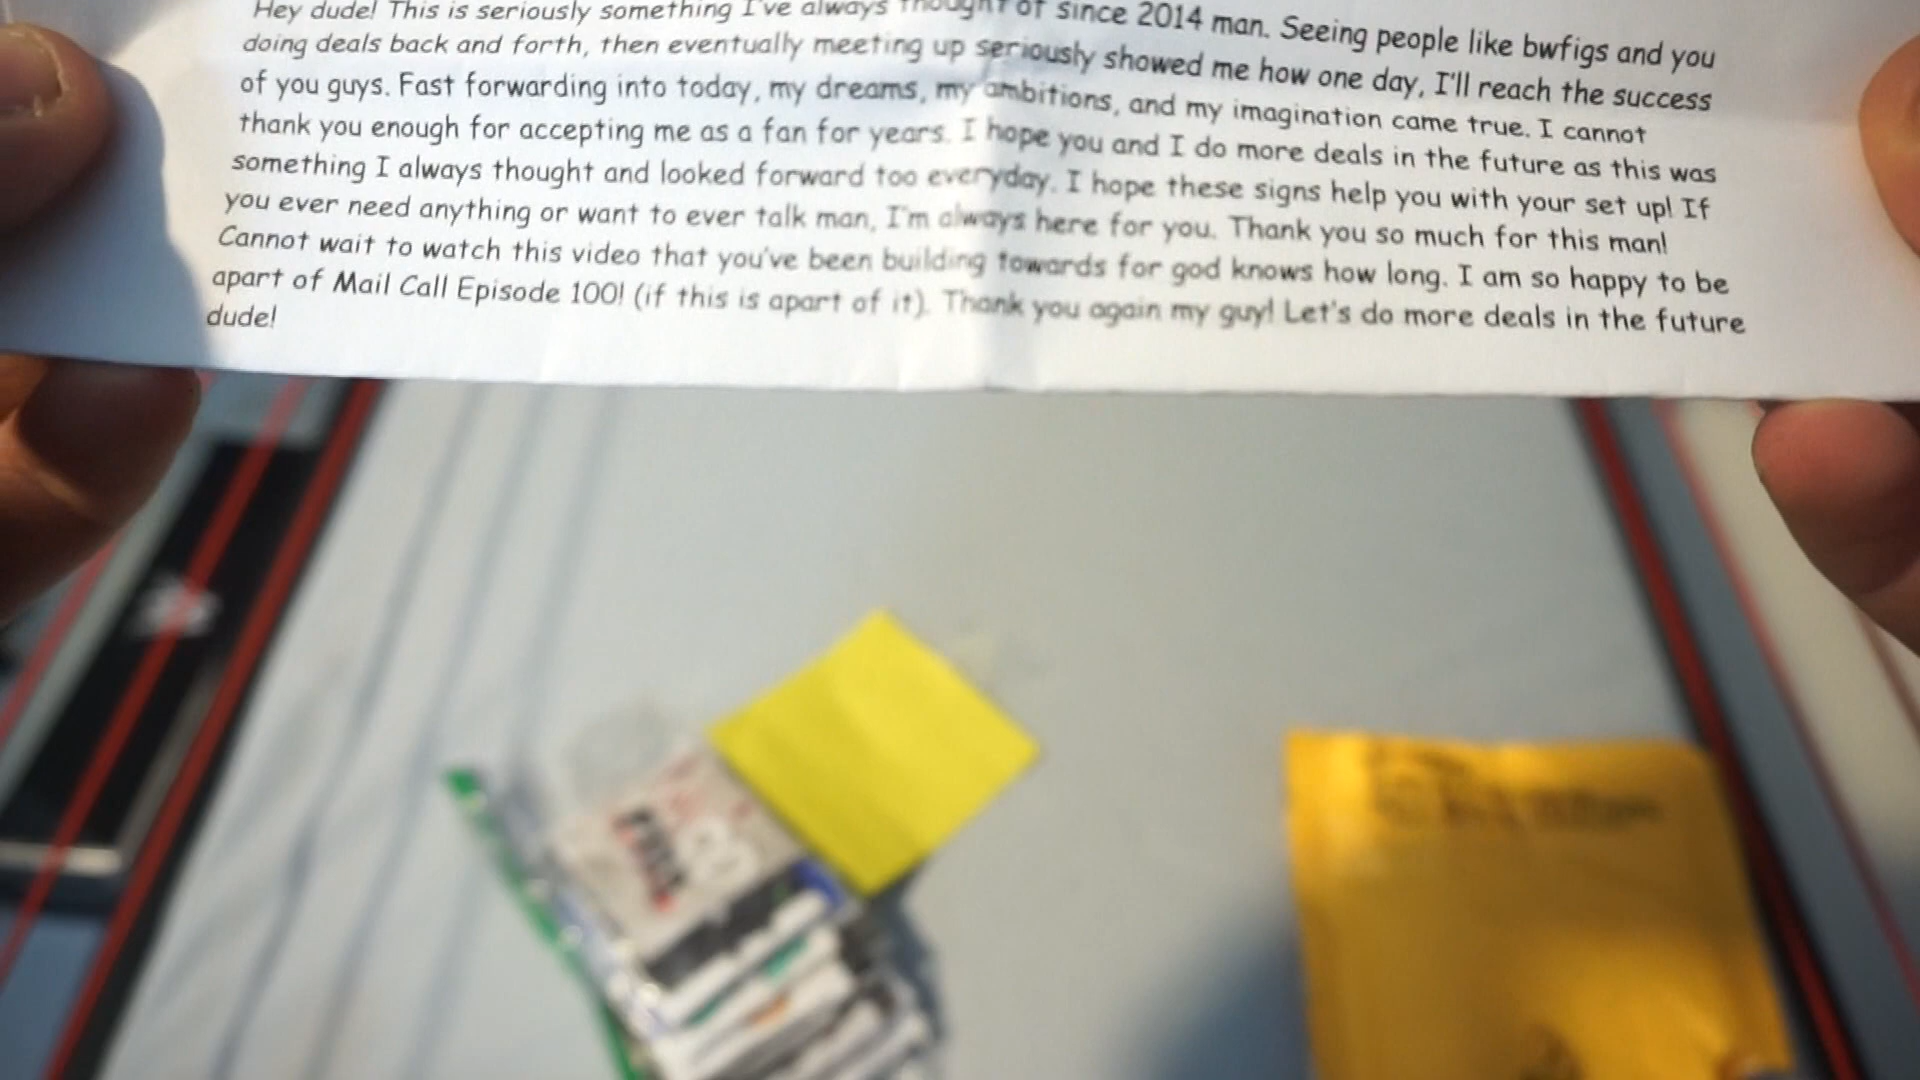 Hey dude! This is seriously something I've always thought of since 2014 man. Seeing people like bwfigs and you
doing deals back and forth, then eventually meeting up seriously showed me how one day, I'll reach the success
of you guys. Fast forwarding into today, my dreams, my ambitions, and my imagination came true. I cannot
thank you enough for accepting me as a fan for years. I hope you and I do more deals in the future as this was
something I always thought and looked forward too everyday. I hope these signs help you with your set up! If
you ever need anything or want to ever talk man, I'm always here for you. Thank you so much for this man!
Cannot wait to watch this video that you've been building towards for god knows how long. I am so happy to be
apart of Mail Call Episode 100! (if this is apart of it). Thank you again my guy! Let's do more deals in the future
dude!